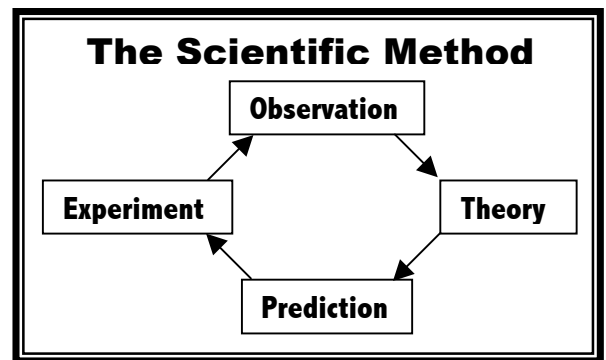 The Scientific Method
Observation
Experiment
Theory
Prediction